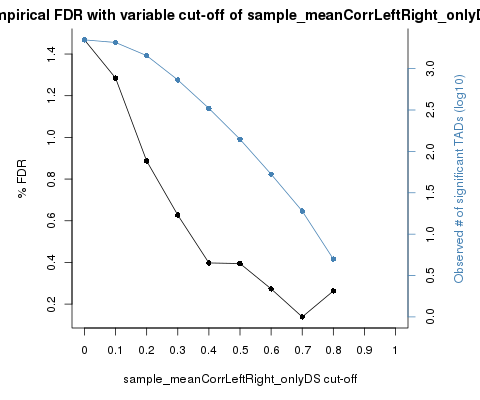 mpirical FDR with variable cut-off of sample_meanCorrLeftRight_onlyD
% FDR
1.4
1.2
1.0
0.8
0.6
0.4
0.2
3.0
2.5
2.0
1.5
1.0
0.5
0.0
Observed # of significant TADs (log10)
0 0.1 0.2 0.3 0.4 0.5 0.6 0.7 0.8 0.9 1
sample_meanCorrLeftRight_onlyDS cut-off